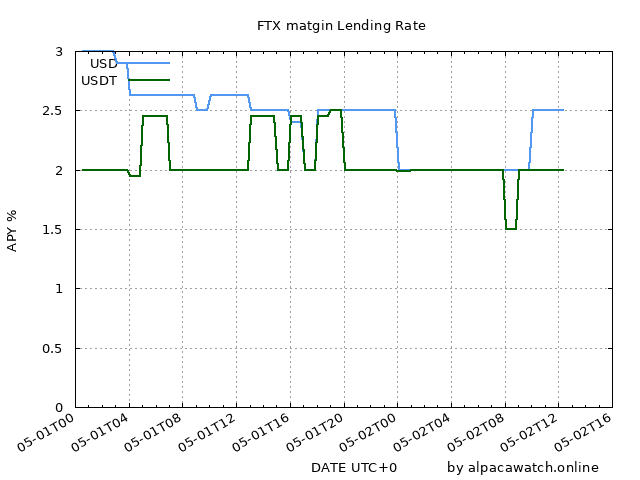 FTX matgin Lending Rate
3
USD
USDT
2.5
2
1.5
APY %
1
0.5
0
05-01T00 05-01T04 05-01T08 05-01T12 05-01T16 05-01T20 05-02T00 05-02T04 05-02T08 05-02T12 05-02T16
DATE UTC+0 by alpacawatch.online